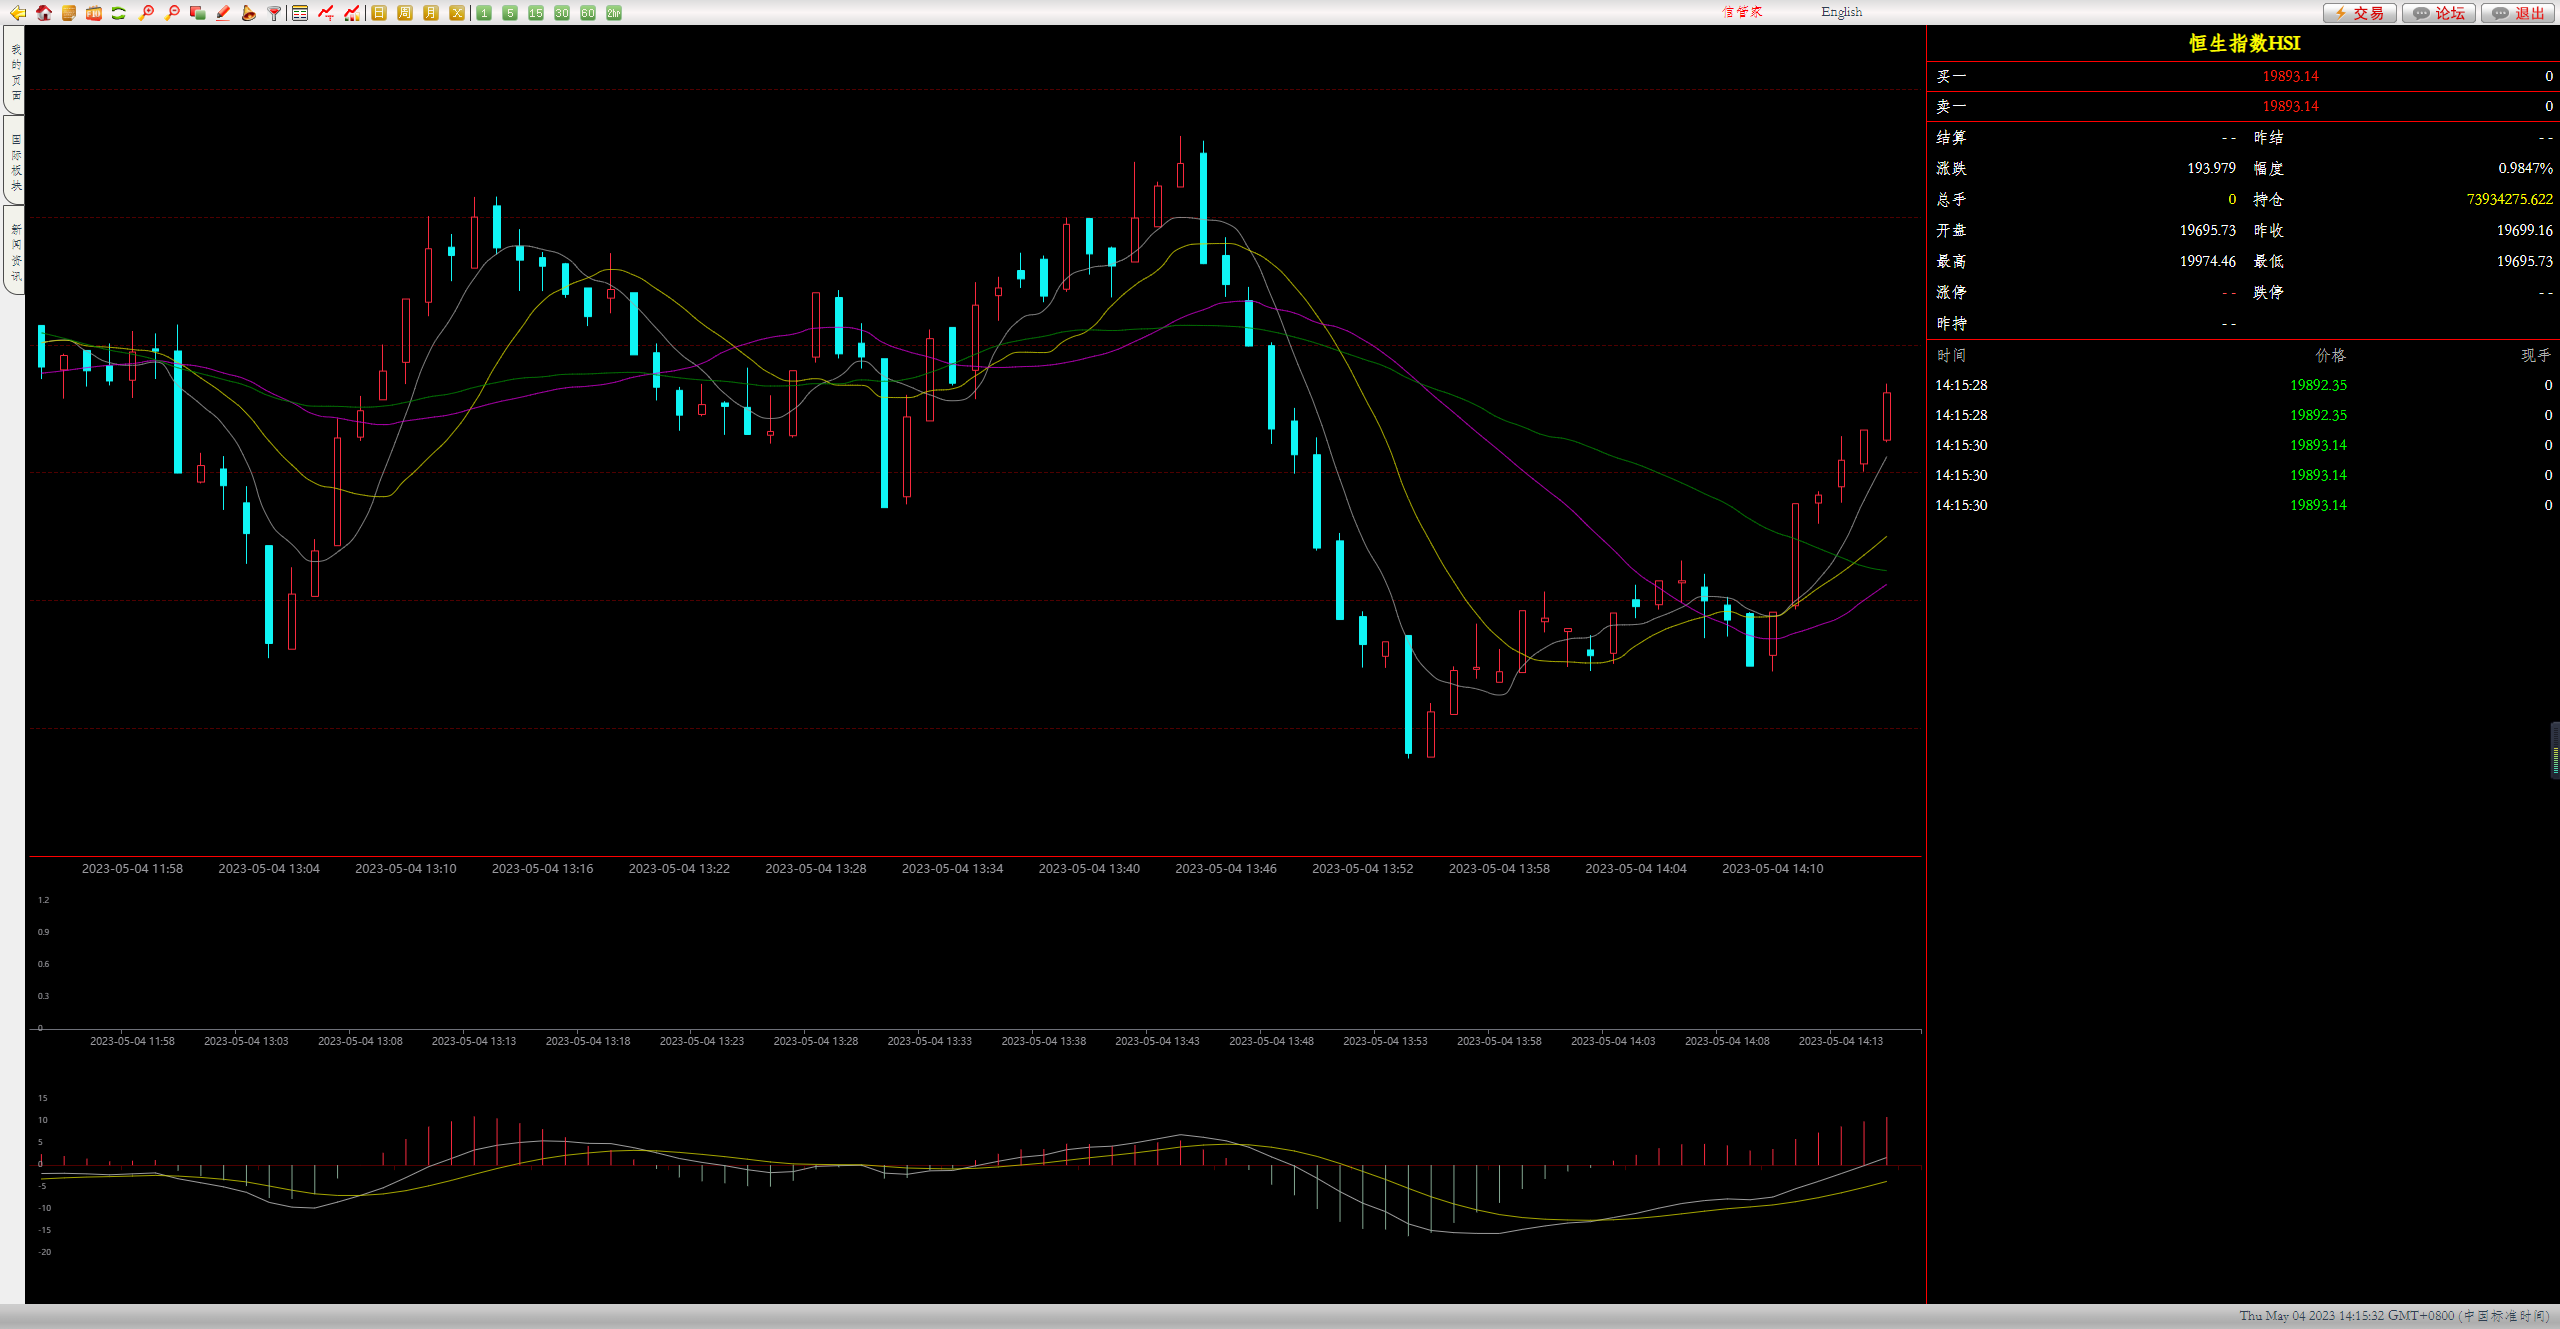 日 周 月 X 1 5 15 30 60 2hr 信管家 English 交易 论坛 退出
我的页面
国际板块
新闻资讯
恒生指数HSI
买一 19893.14 0
卖一 19893.14 0
结算 -- 昨结 --
涨跌 193.979 幅度 0.9847%
总手 0 持仓 73934275.622
开盘 19695.73 昨收 19699.16
最高 19974.46 最低 19695.73
涨停 -- 跌停 --
昨持 --
时间 价格 现手
14:15:28 19892.35 0
14:15:28 19892.35 0
14:15:30 19893.14 0
14:15:30 19893.14 0
14:15:30 19893.14 0
2023-05-04 11:58 2023-05-04 13:04 2023-05-04 13:10 2023-05-04 13:16 2023-05-04 13:22 2023-05-04 13:28 2023-05-04 13:34 2023-05-04 13:40 2023-05-04 13:46 2023-05-04 13:52 2023-05-04 13:58 2023-05-04 14:04 2023-05-04 14:10
1.2
0.9
0.6
0.3
0
2023-05-04 11:58 2023-05-04 13:03 2023-05-04 13:08 2023-05-04 13:13 2023-05-04 13:18 2023-05-04 13:23 2023-05-04 13:28 2023-05-04 13:33 2023-05-04 13:38 2023-05-04 13:43 2023-05-04 13:48 2023-05-04 13:53 2023-05-04 13:58 2023-05-04 14:03 2023-05-04 14:08 2023-05-04 14:13
15
10
5
0
-5
-10
-15
-20
Thu May 04 2023 14:15:32 GMT+0800 (中国标准时间)